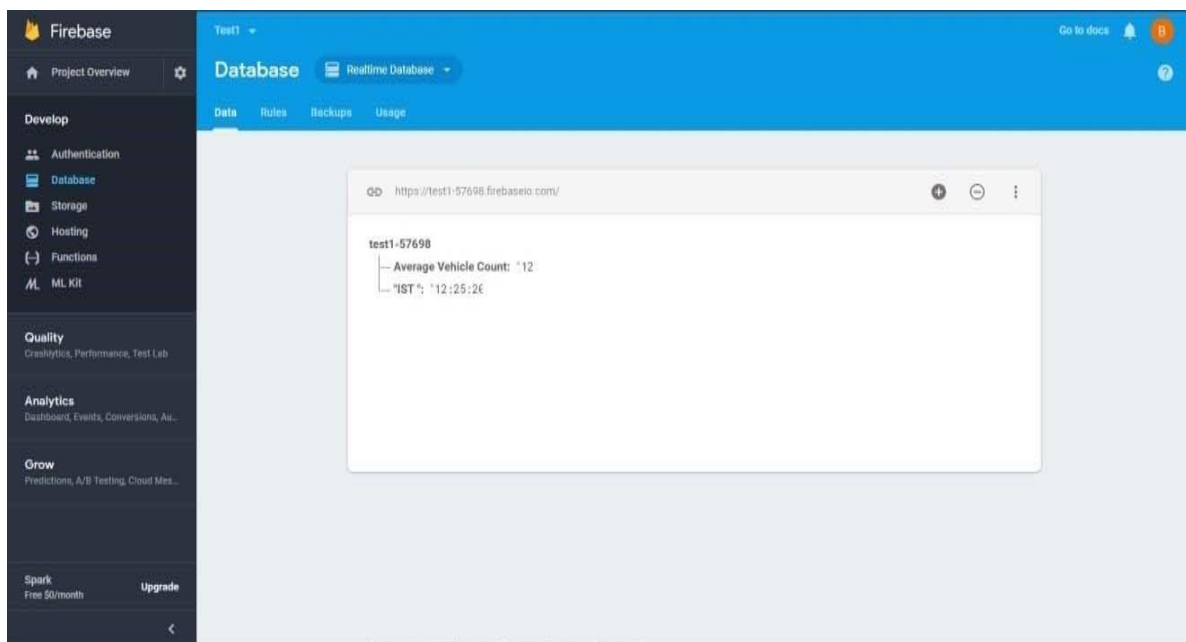 Firebase
Project Overview
Develop
Authentication
Database
Storage
Hosting
Functions
ML Kit
Quality
Crashlytics, Performance, Test Lab
Analytics
Dashboard, Events, Conversions, Au...
Grow
Predictions, A/B Testing, Cloud Mes...
Spark
Free $0/month
Upgrade
Test1
Go to docs
B
Database
Realtime Database
Data Rules Backups Usage
https://test1-57698.firebaseio.com/
test1-57698
Average Vehicle Count: "12
"IST ": "12:25:26